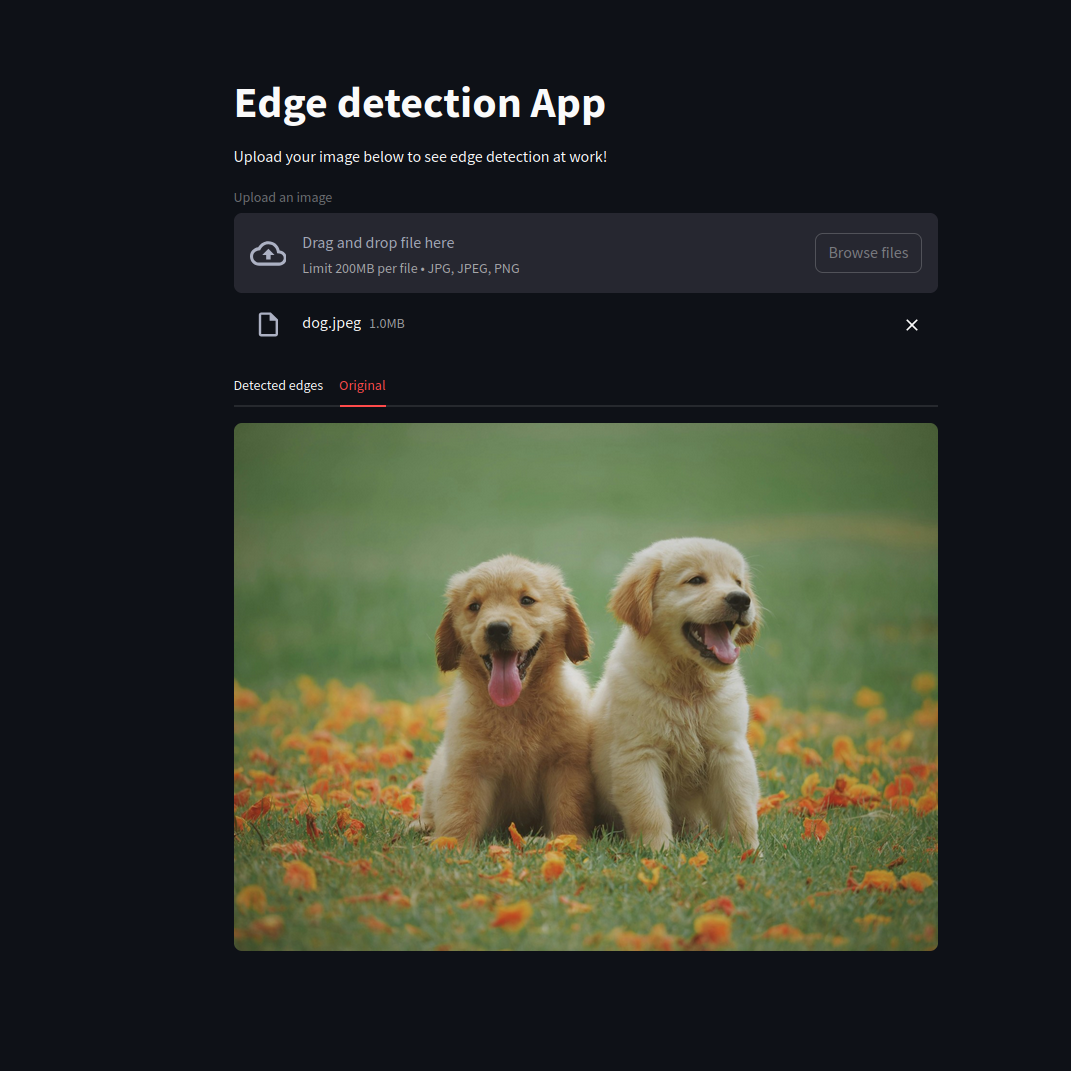 Edge detection App
Upload your image below to see edge detection at work!
Upload an image
Drag and drop file here
Limit 200MB per file • JPG, JPEG, PNG
Browse files
dog.jpeg 1.0MB
Detected edges Original